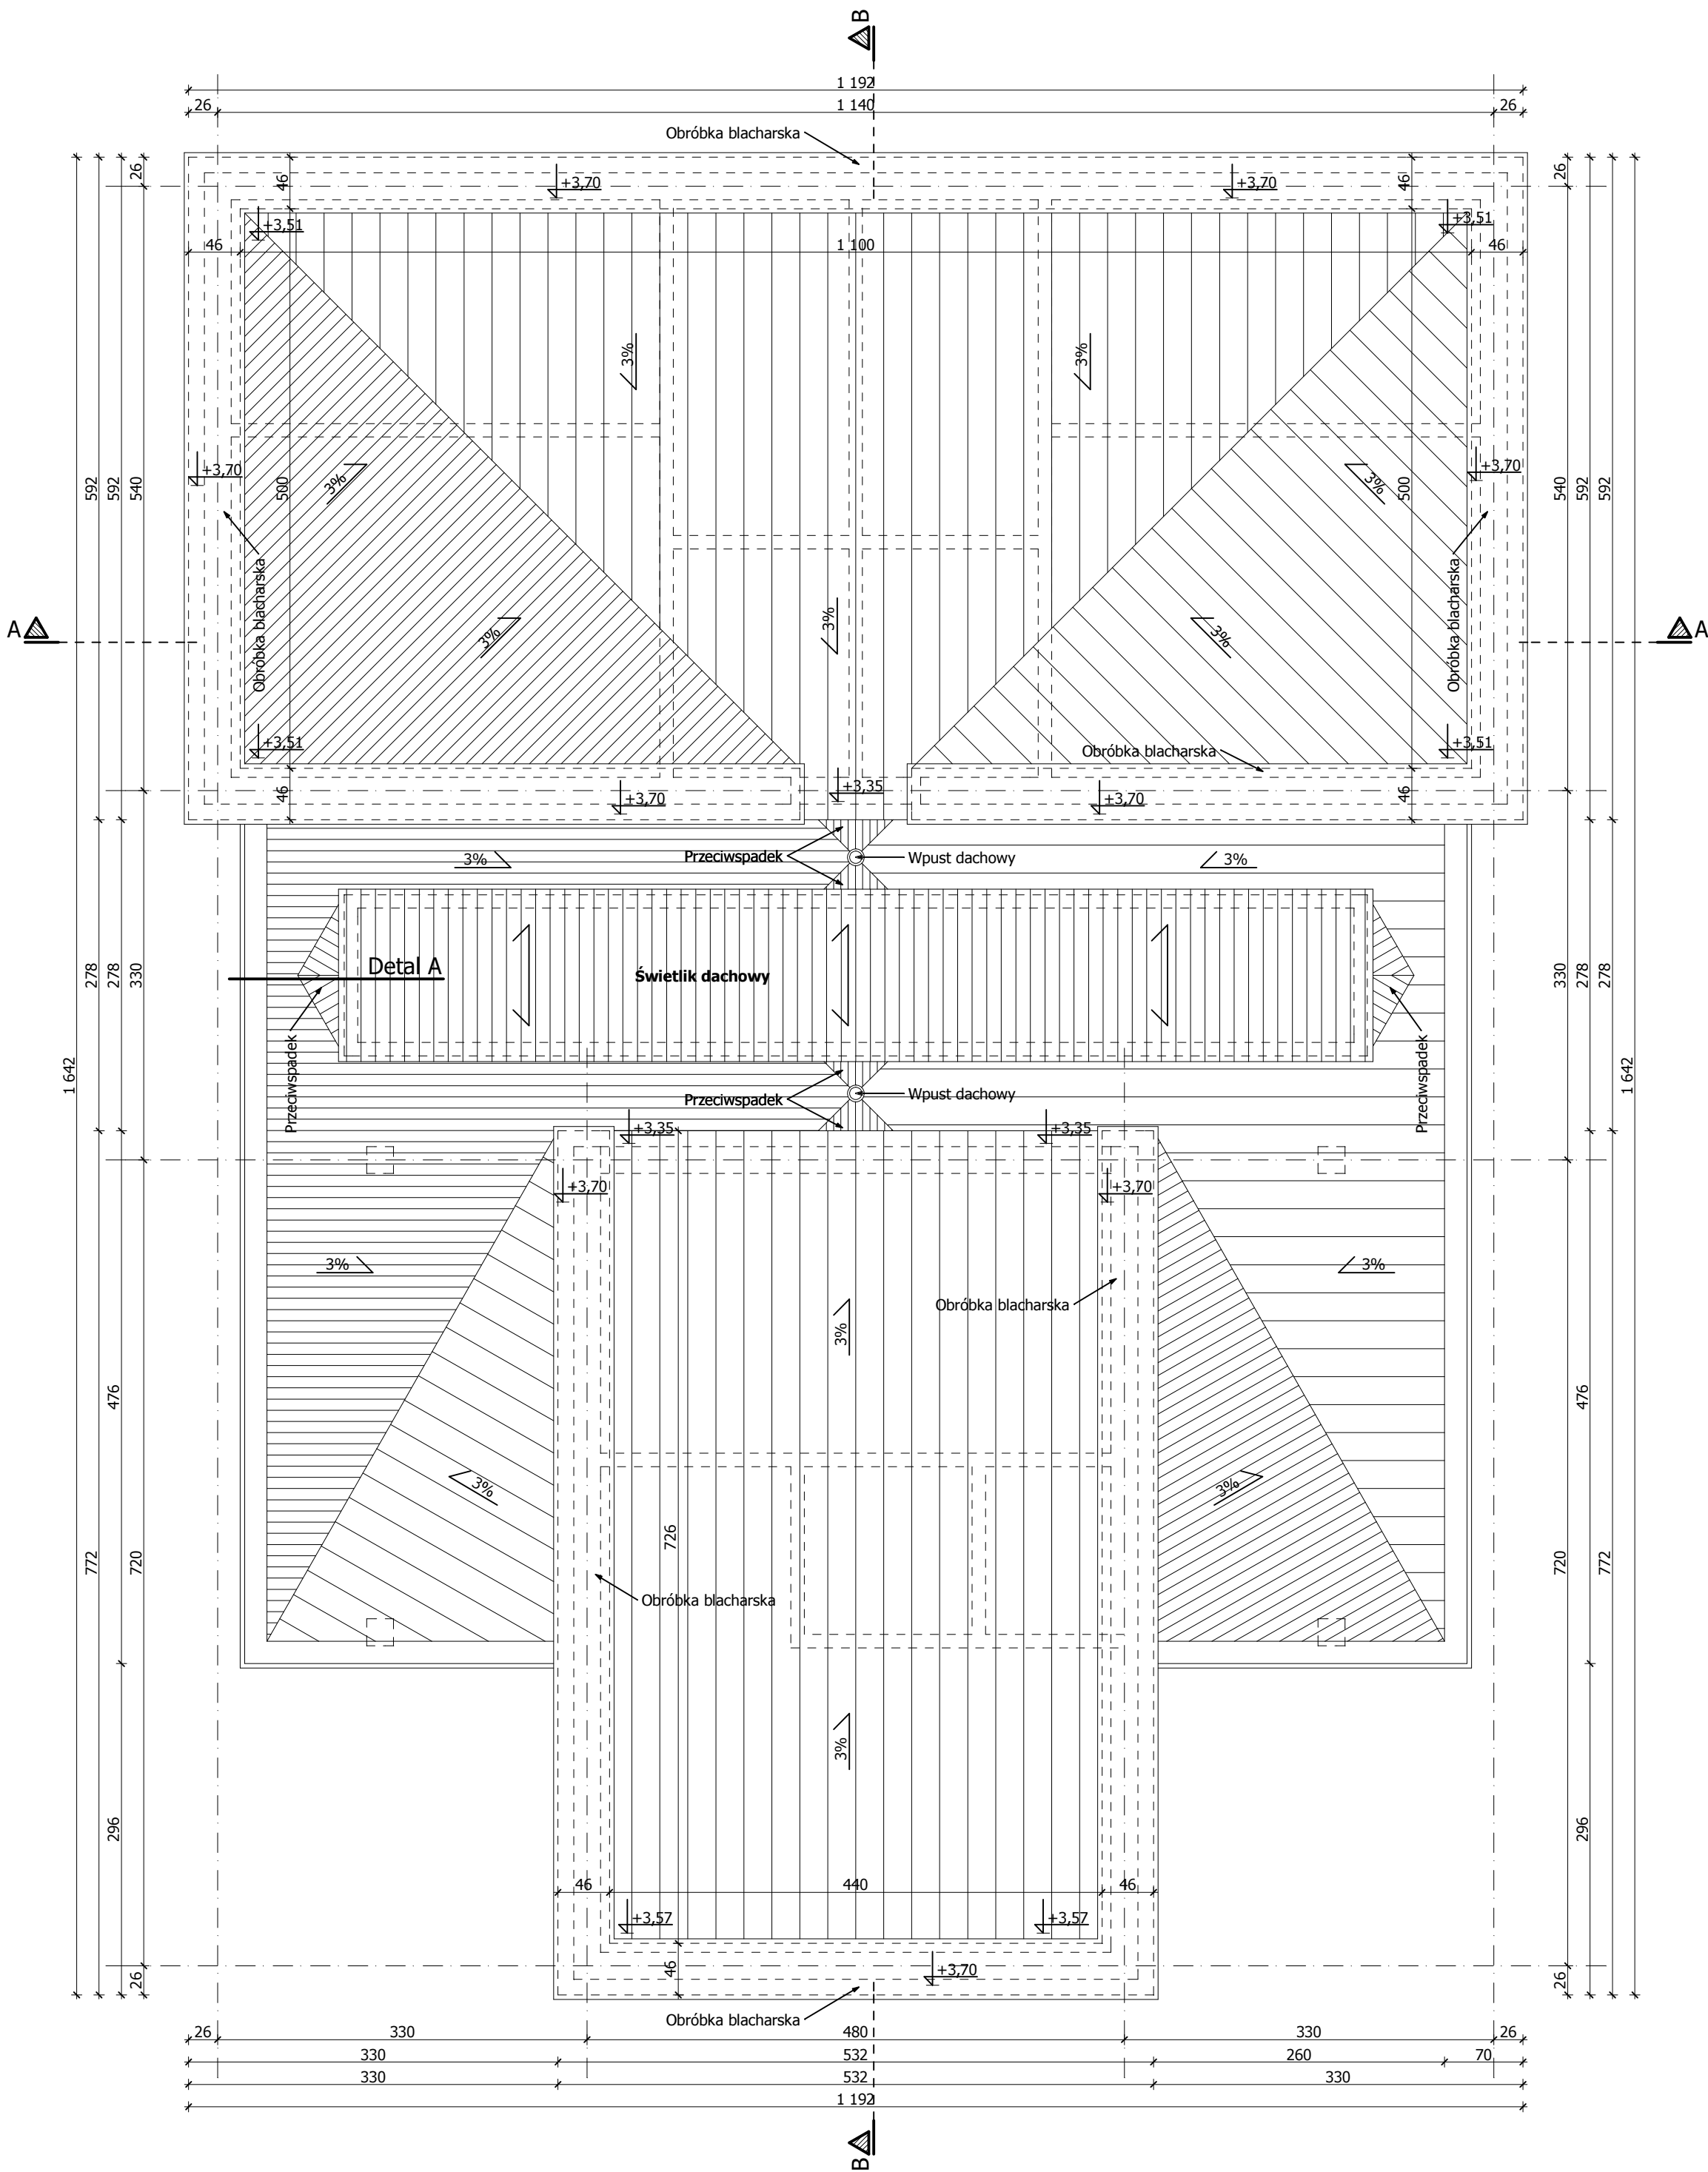 B
1 192
26 1 140 26
Obróbka blacharska
26 46 +3,70 +3,70 46 26
+3,51 +3,51
46 1 100 46
3% 3%
592 592 540 +3,70 3% 500 500 3% +3,70 540 592 592
Obróbka blacharska Obróbka blacharska
A 3% 3% 3% A
+3,51 Obróbka blacharska +3,51
46 +3,70 +3,35 +3,70 46
3% Przeciwspadek Wpust dachowy 3%
278 278 330 Detal A Świetlik dachowy 330 278 278
Przeciwspadek Przeciwspadek
1 642 1 642
Przeciwspadek Wpust dachowy
+3,35 +3,35
+3,70 +3,70
3% 3%
Obróbka blacharska
3%
476 476
3% 3%
772 720 726 720 772
Obróbka blacharska
3%
296 296
46 440 46
+3,57 +3,57
26 46 +3,70 26
Obróbka blacharska
26 330 480 330 26
330 532 260 70
330 532 330
1 192
B